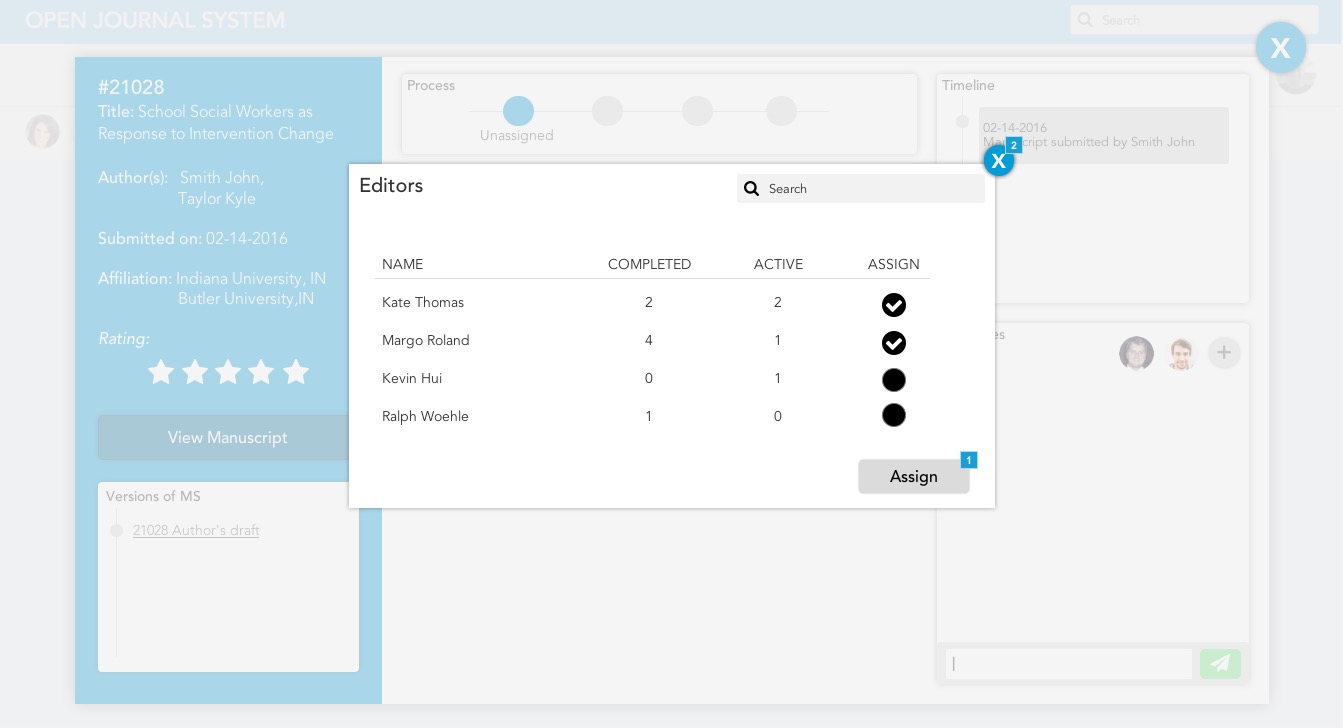 OPEN JOURNAL SYSTEM
Search
X
#21028
Title: School Social Workers as
Response to Intervention Change
Author(s): Smith John,
Taylor Kyle
Submitted on: 02-14-2016
Affiliation: Indiana University, IN
Butler University,IN
Rating:
View Manuscript
Versions of MS
21028 Author's draft
Process
Unassigned
Timeline
02-14-2016
Manuscript submitted by Smith John
X
2
Editors
Search
NAME COMPLETED ACTIVE ASSIGN
Kate Thomas 2 2
Margo Roland 4 1
Kevin Hui 0 1
Ralph Woehle 1 0
Assign
1
es